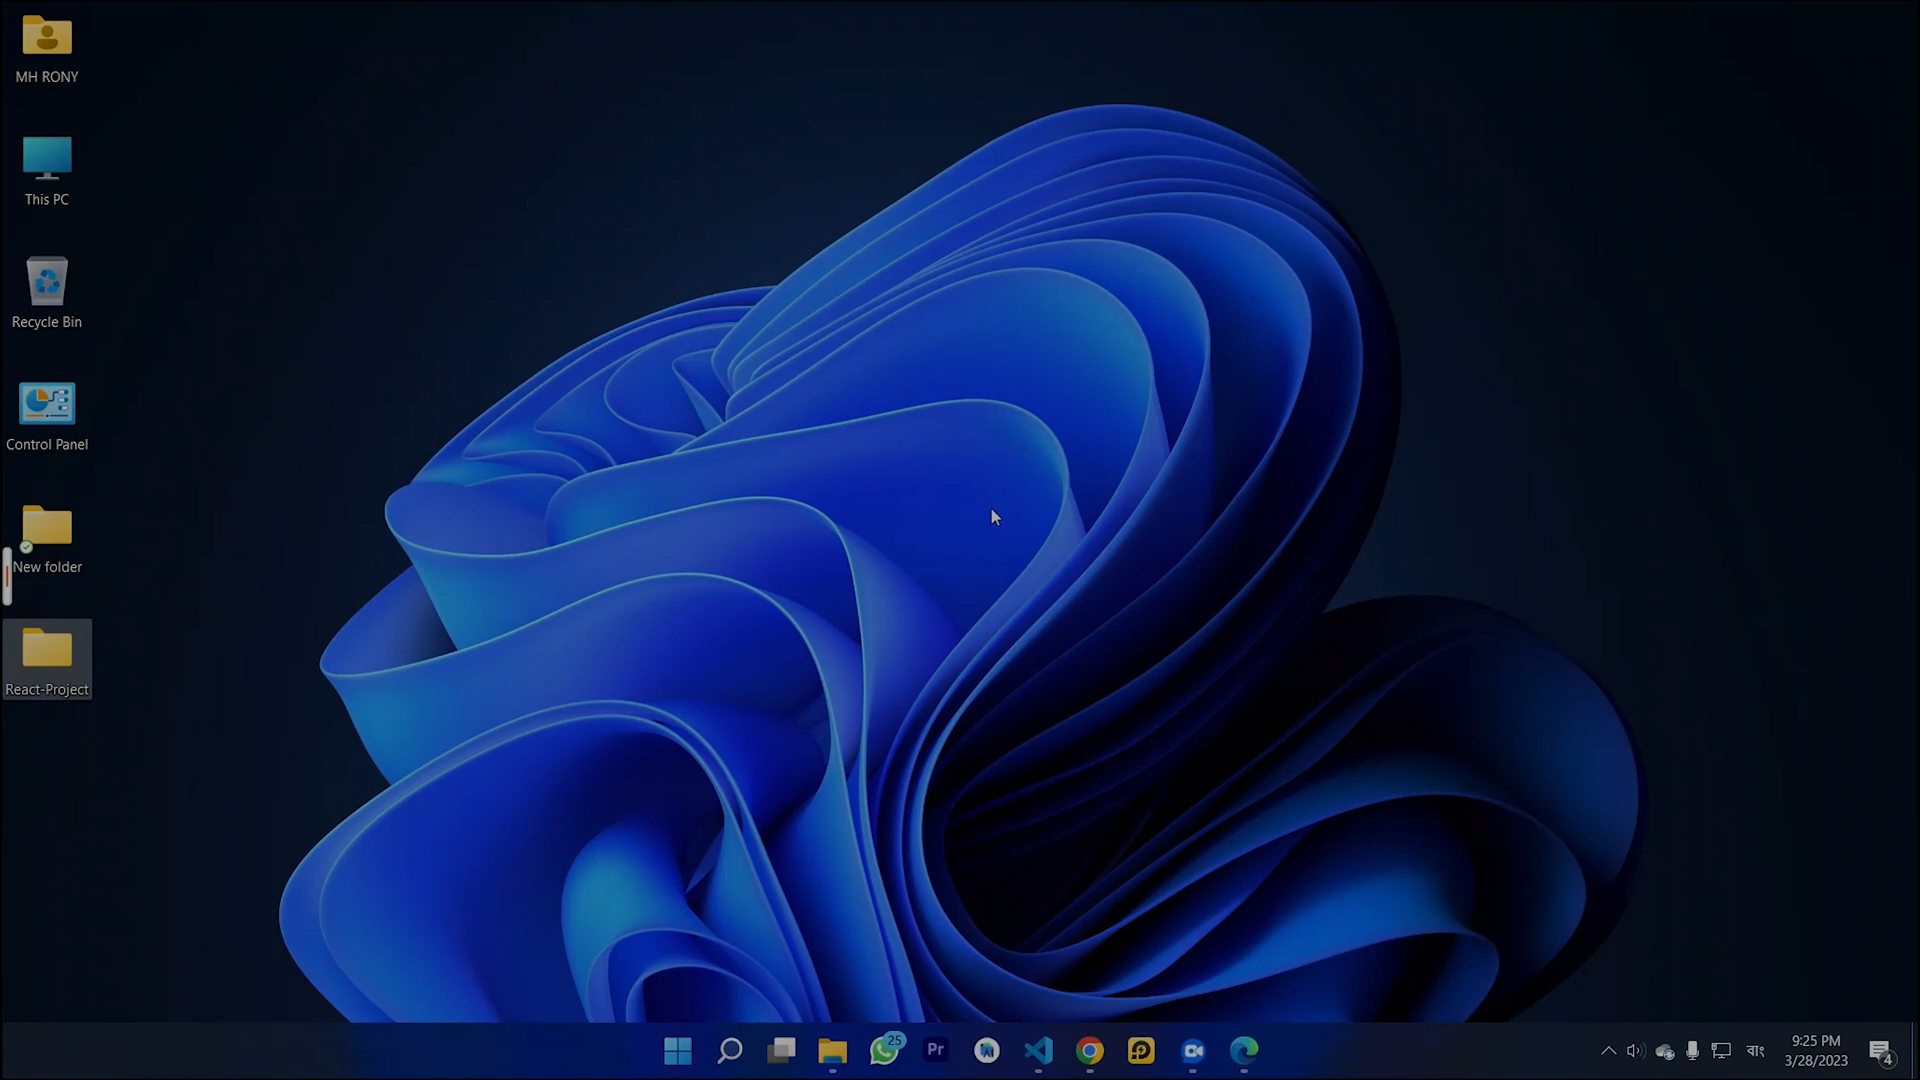 MH RONY
This PC
Recycle Bin
Control Panel
New folder
React-Project
25
Pr
বাং
9:25 PM
3/28/2023
4